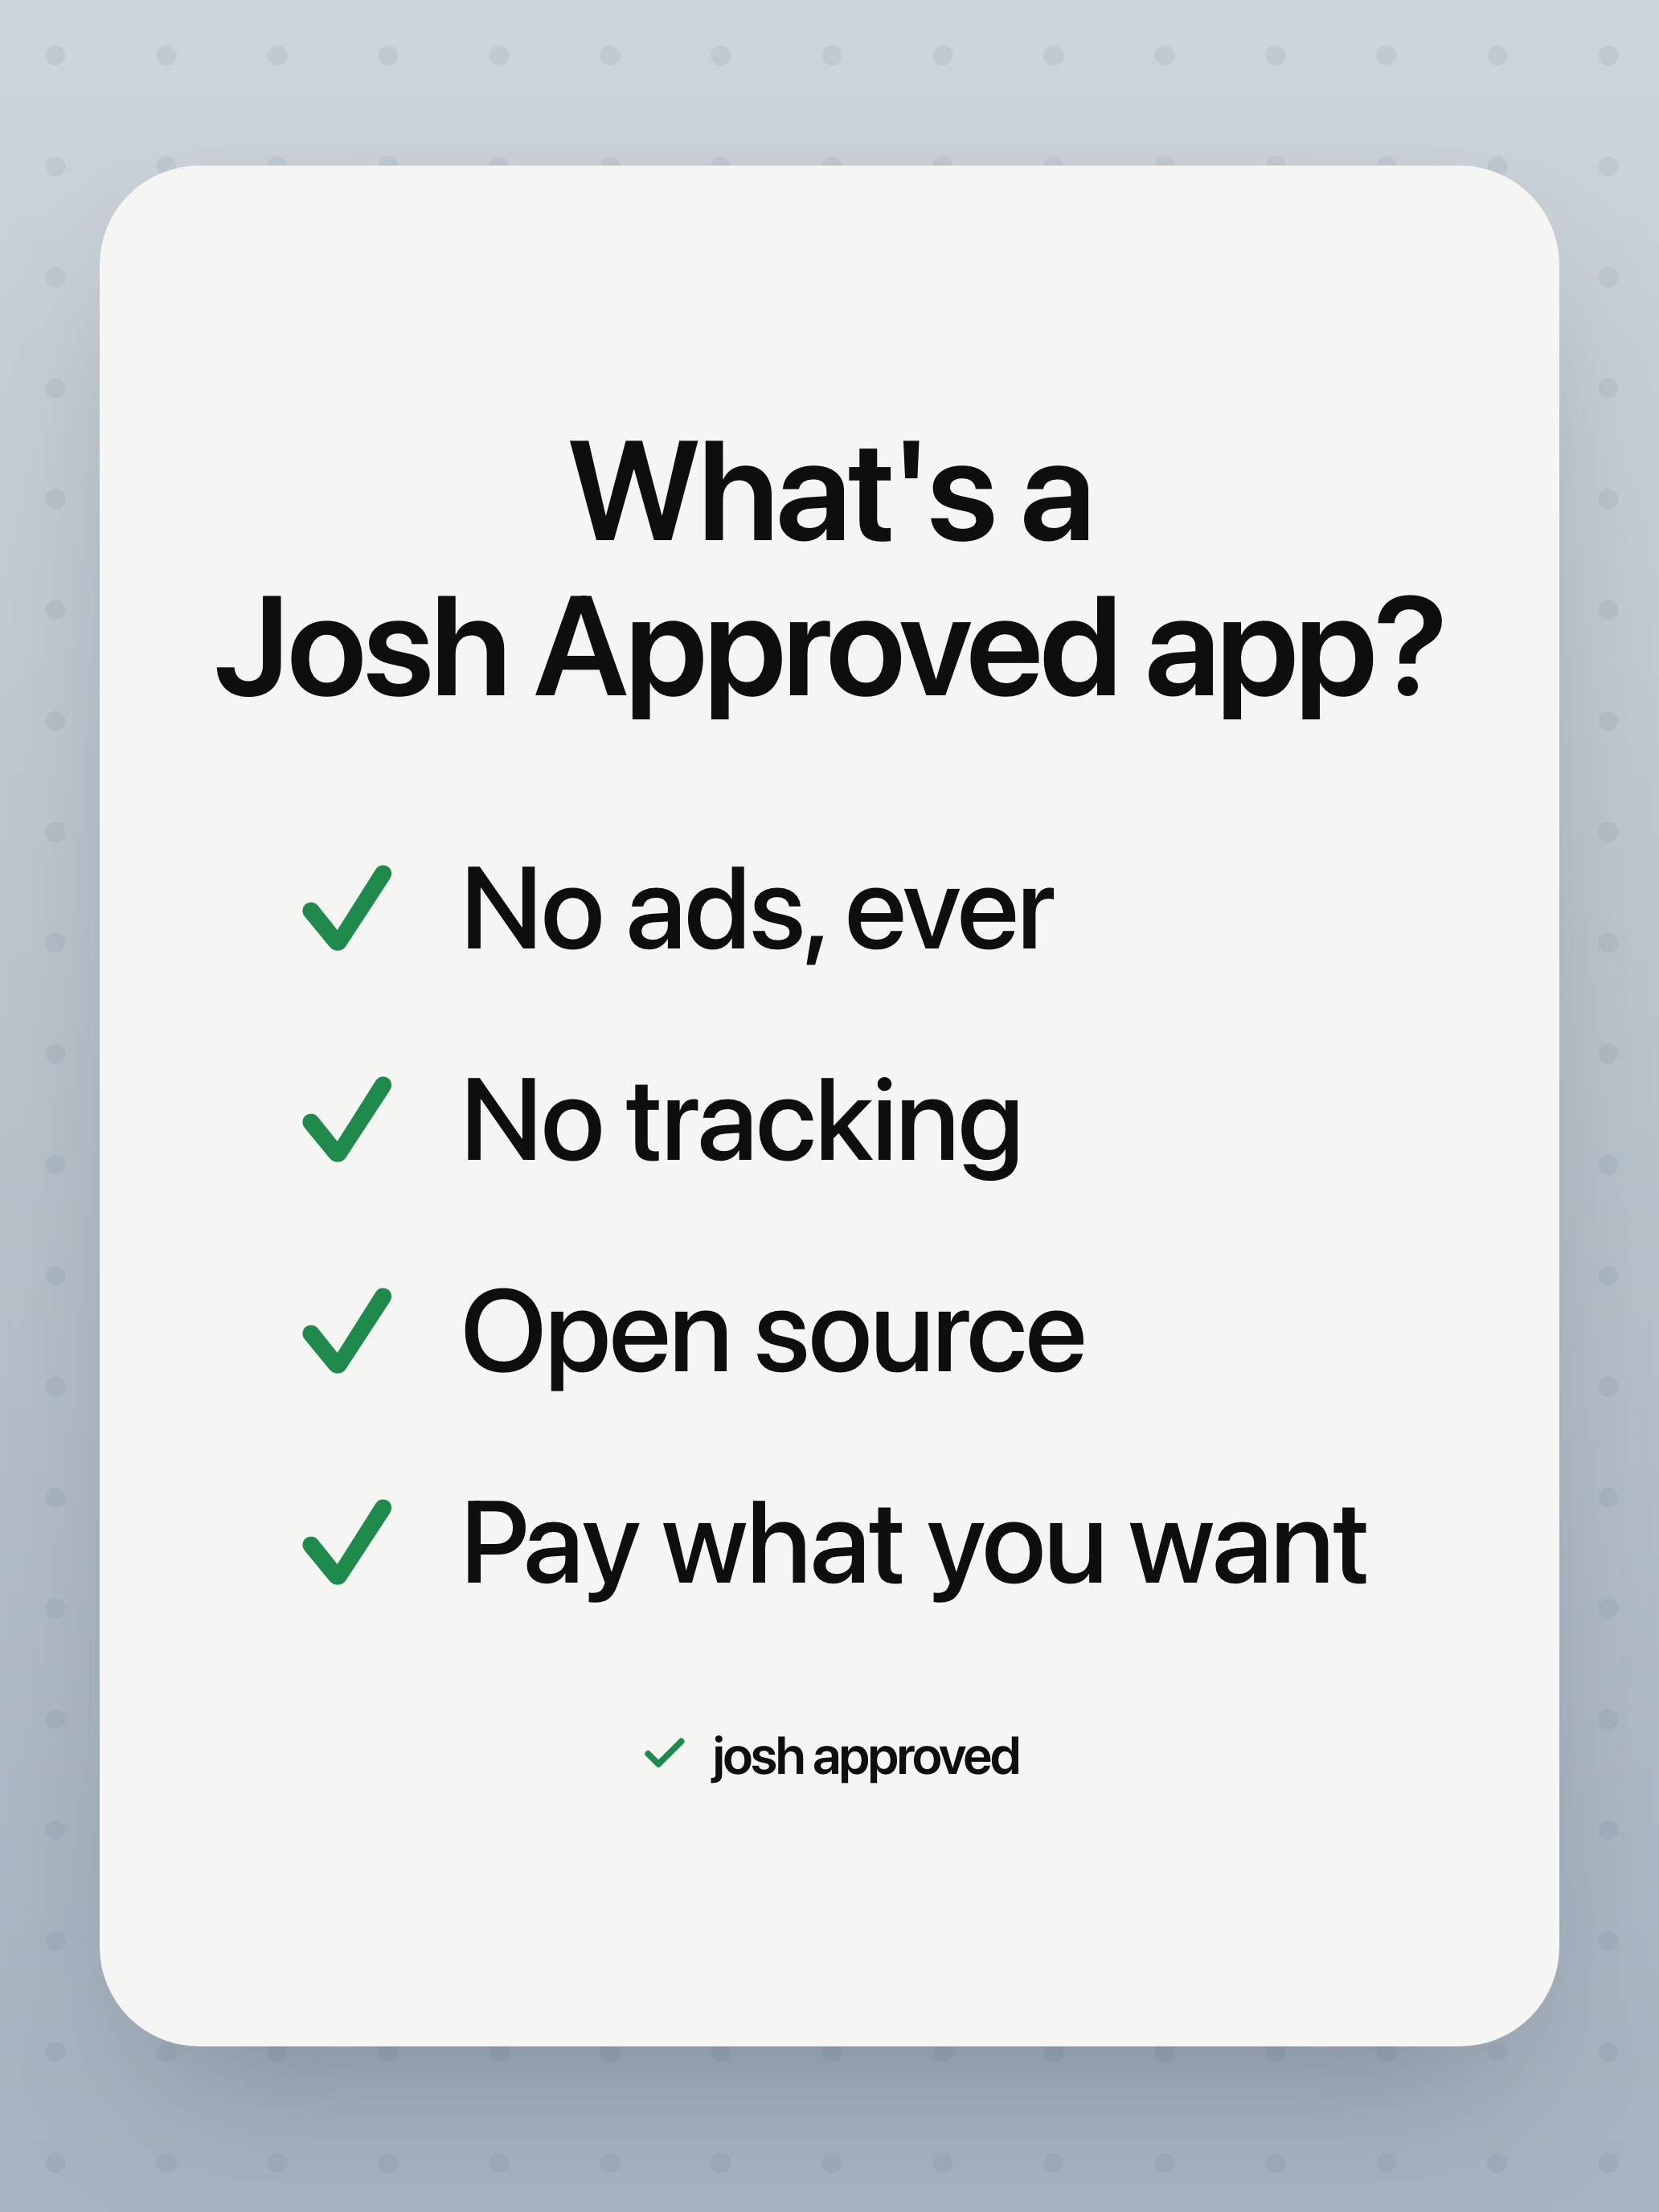 What's a
Josh Approved app?
No ads, ever
No tracking
Open source
Pay what you want
josh approved